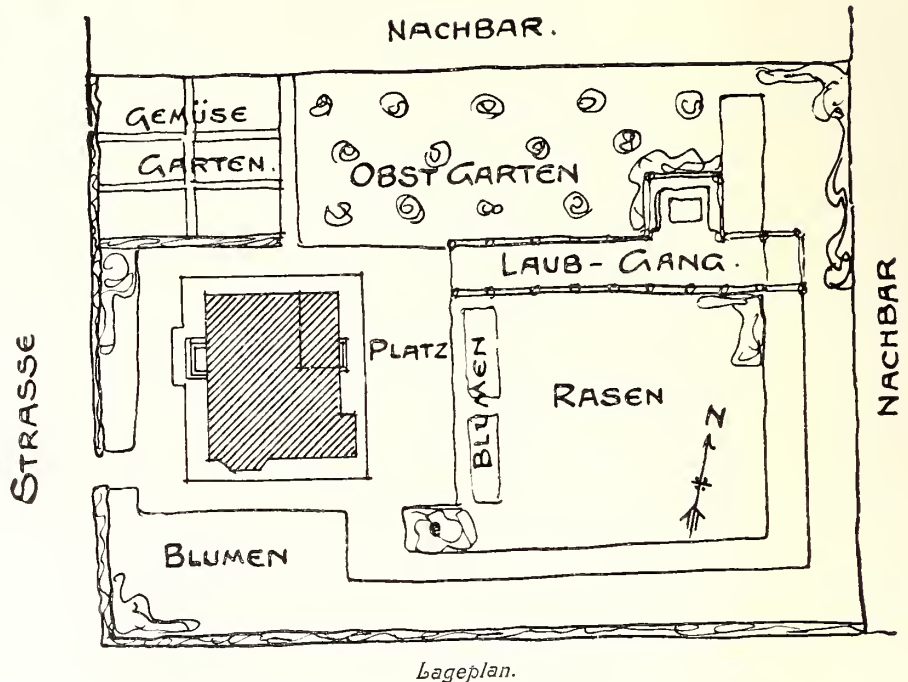 NACHBAR.
GEMÜSE
GARTEN.
OBST GARTEN
LAUB-GANG.
STRASSE
PLATZ
BLUMEN
RASEN
NACHBAR
N
BLUMEN
Lageplan.